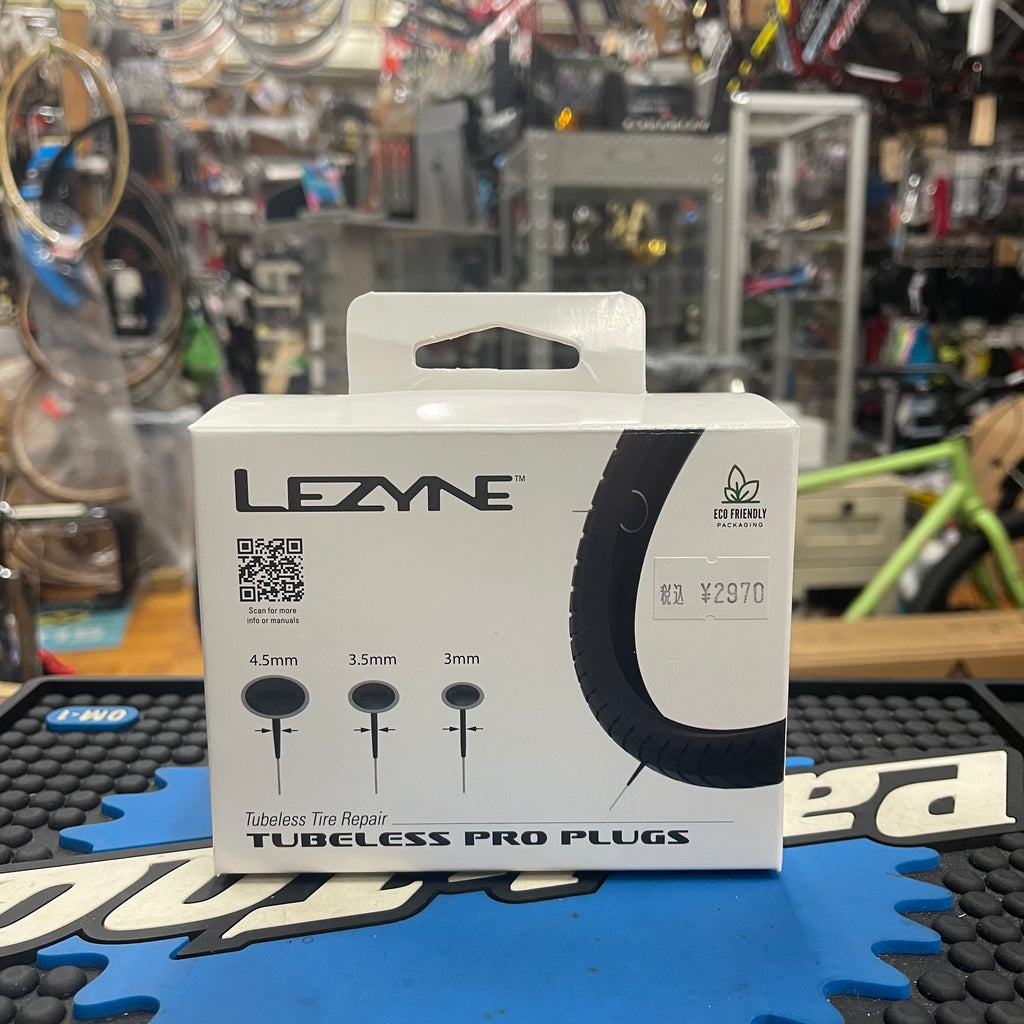 LEZYNE™
ECO FRIENDLY
PACKAGING
Scan for more
info or manuals
税込 ¥2970
4.5mm
3.5mm
3mm
Tubeless Tire Repair
TUBELESS PRO PLUGS
OM-1